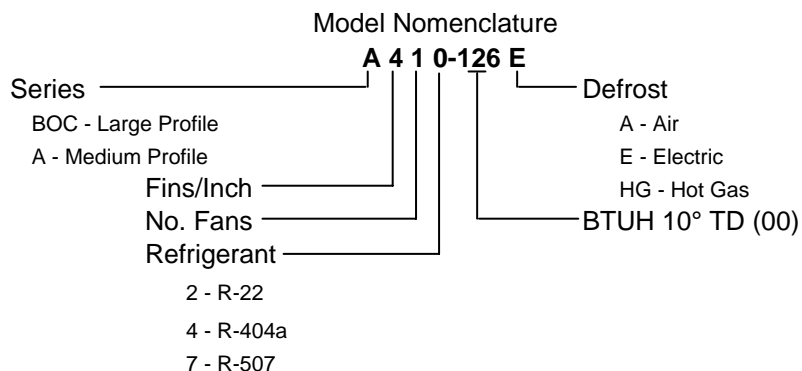 Model Nomenclature
A 4 1 0-126 E
Series
BOC - Large Profile
A - Medium Profile
Fins/Inch
No. Fans
Refrigerant
2 - R-22
4 - R-404a
7 - R-507
Defrost
A - Air
E - Electric
HG - Hot Gas
BTUH 10° TD (00)